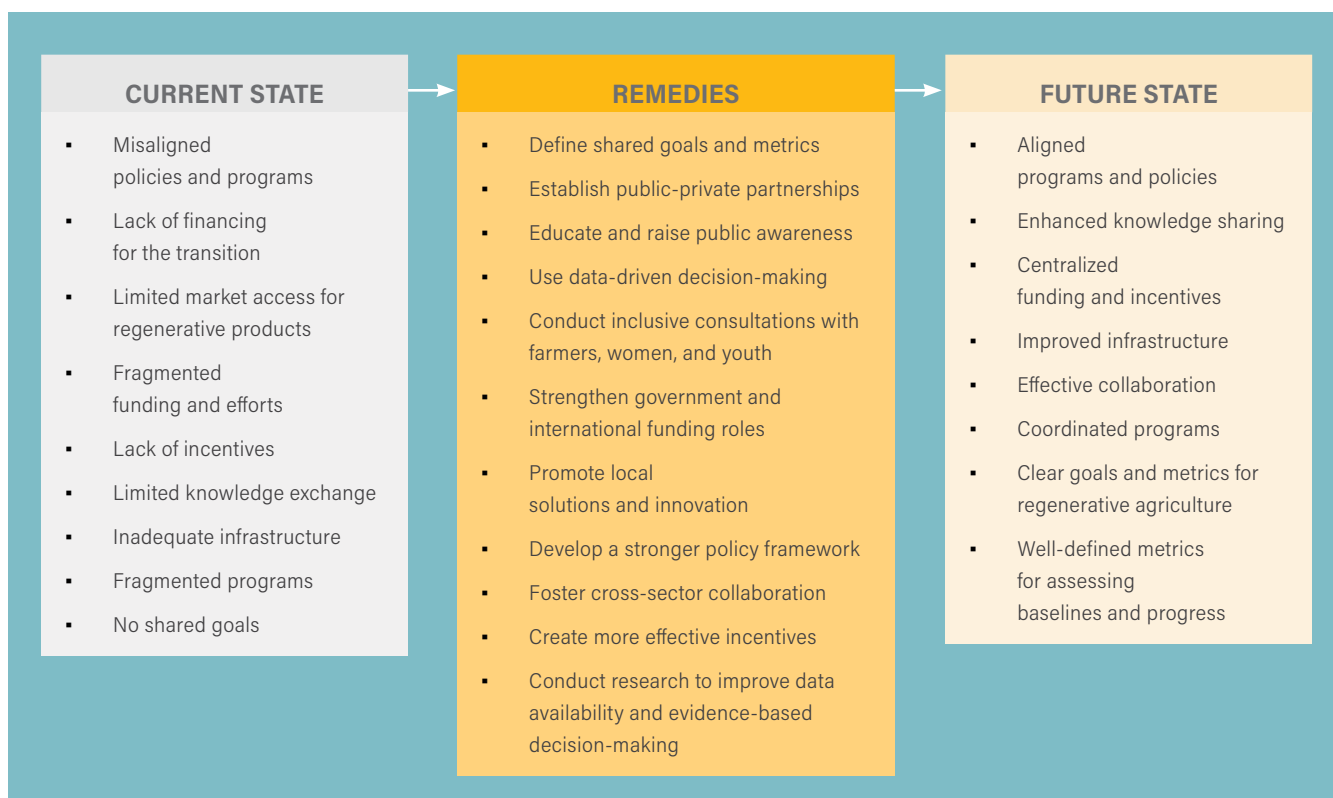 CURRENT STATE
▪ Misaligned
policies and programs
▪ Lack of financing
for the transition
▪ Limited market access for
regenerative products
▪ Fragmented
funding and efforts
▪ Lack of incentives
▪ Limited knowledge exchange
▪ Inadequate infrastructure
▪ Fragmented programs
▪ No shared goals
REMEDIES
▪ Define shared goals and metrics
▪ Establish public-private partnerships
▪ Educate and raise public awareness
▪ Use data-driven decision-making
▪ Conduct inclusive consultations with
farmers, women, and youth
▪ Strengthen government and
international funding roles
▪ Promote local
solutions and innovation
▪ Develop a stronger policy framework
▪ Foster cross-sector collaboration
▪ Create more effective incentives
▪ Conduct research to improve data
availability and evidence-based
decision-making
FUTURE STATE
▪ Aligned
programs and policies
▪ Enhanced knowledge sharing
▪ Centralized
funding and incentives
▪ Improved infrastructure
▪ Effective collaboration
▪ Coordinated programs
▪ Clear goals and metrics for
regenerative agriculture
▪ Well-defined metrics
for assessing
baselines and progress